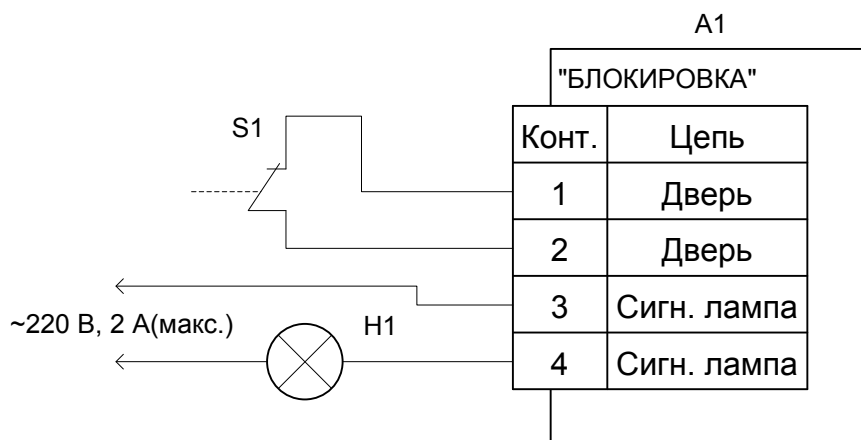 A1
"БЛОКИРОВКА"
S1
Конт. Цепь
1 Дверь
2 Дверь
3 Сигн. лампа
~220 В, 2 А(макс.)
H1
4 Сигн. лампа